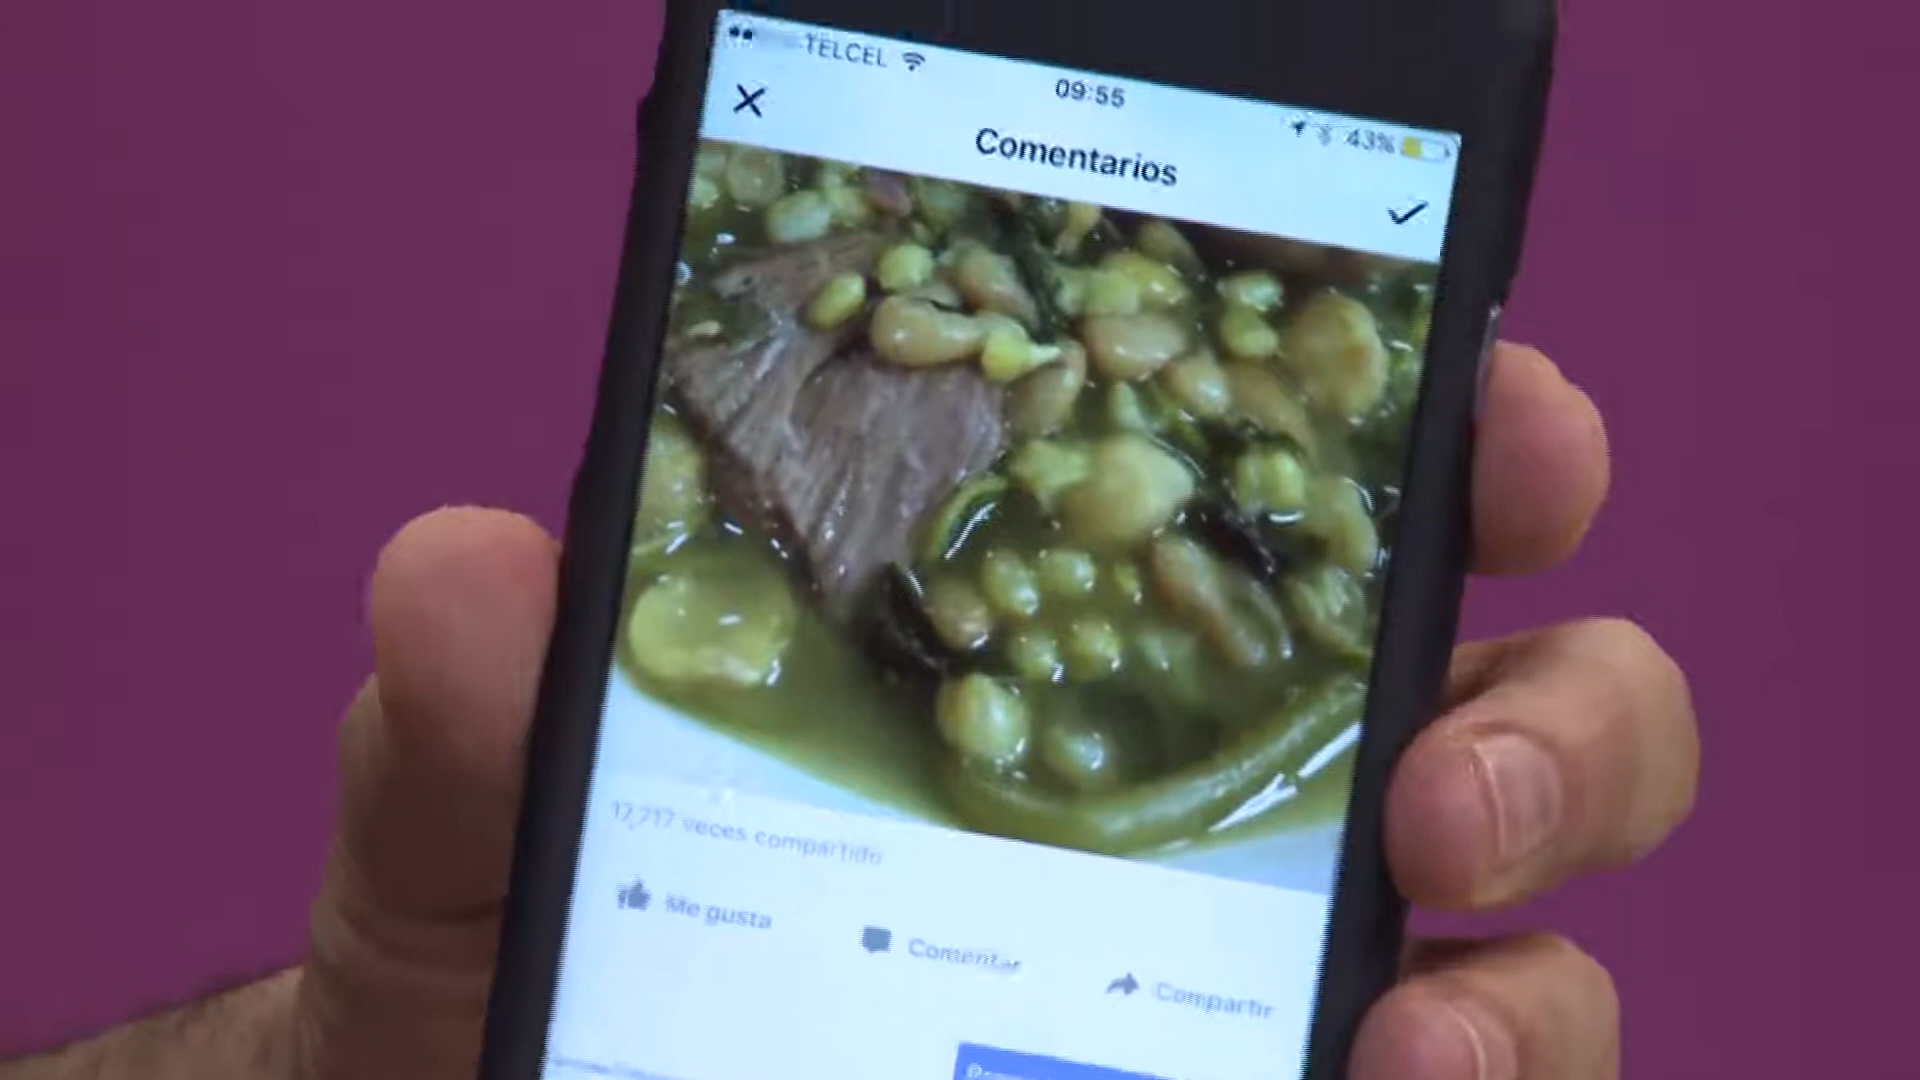 TELCEL
09:55
43%
Comentarios
17,717 veces compartido
Me gusta
Comentar
Compartir